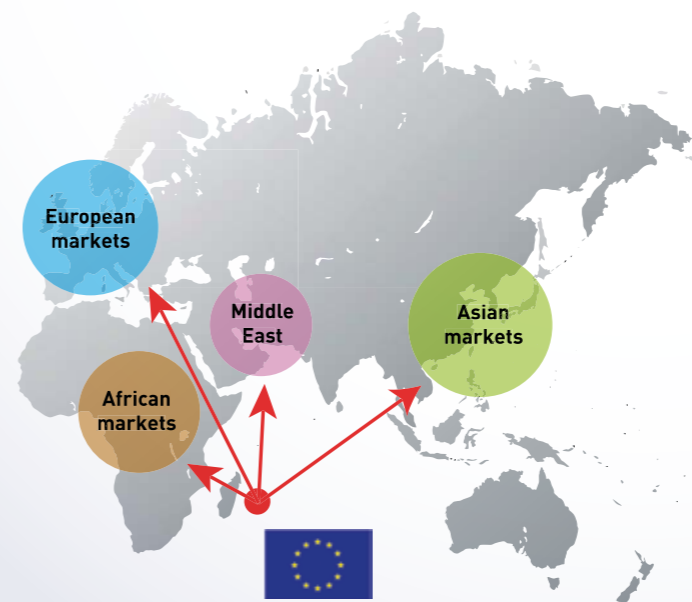 European
markets
Middle
East
Asian
markets
African
markets